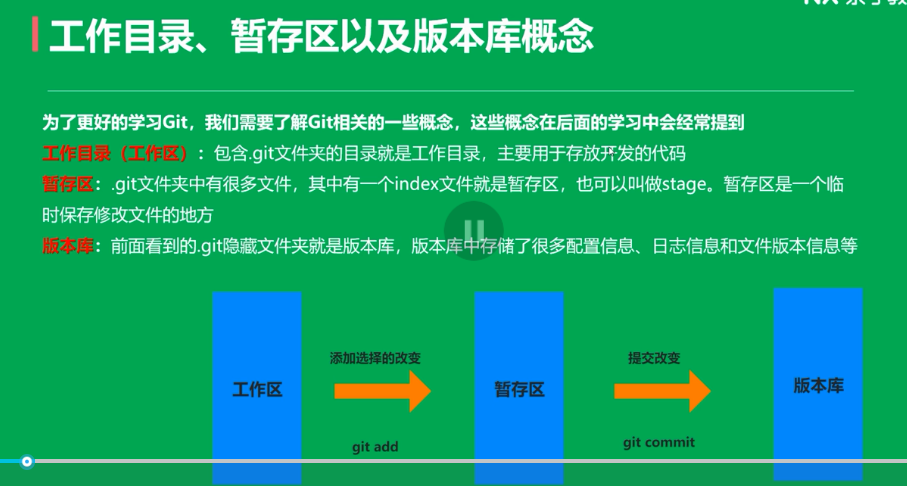 工作目录、暂存区以及版本库概念
为了更好的学习Git，我们需要了解Git相关的一些概念，这些概念在后面的学习中会经常提到
工作目录（工作区）：包含.git文件夹的目录就是工作目录，主要用于存放开发的代码
暂存区：.git文件夹中有很多文件，其中有一个index文件就是暂存区，也可以叫做stage。暂存区是一个临
时保存修改文件的地方
版本库：前面看到的.git隐藏文件夹就是版本库，版本库中存储了很多配置信息、日志信息和文件版本信息等
添加选择的改变
提交改变
工作区
暂存区
版本库
git add
git commit